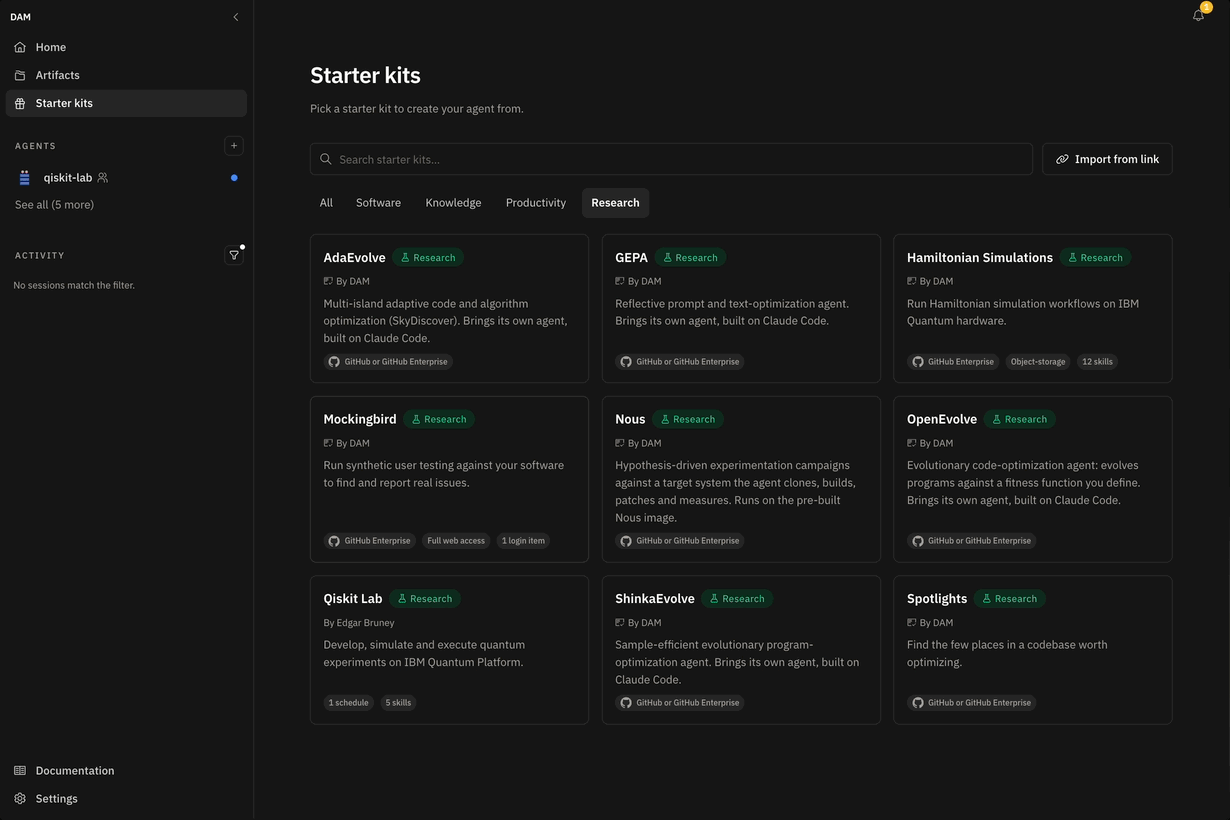 DAM
1
Home
Artifacts
Starter kits
AGENTS
qiskit-lab
See all (5 more)
ACTIVITY
No sessions match the filter.
Documentation
Settings
Starter kits
Pick a starter kit to create your agent from.
Search starter kits...
Import from link
All
Software
Knowledge
Productivity
Research
AdaEvolve
Research
By DAM
Multi-island adaptive code and algorithm
optimization (SkyDiscover). Brings its own agent,
built on Claude Code.
GitHub or GitHub Enterprise
GEPA
Research
By DAM
Reflective prompt and text-optimization agent.
Brings its own agent, built on Claude Code.
GitHub or GitHub Enterprise
Hamiltonian Simulations
Research
By DAM
Run Hamiltonian simulation workflows on IBM
Quantum hardware.
GitHub Enterprise
Object-storage
12 skills
Mockingbird
Research
By DAM
Run synthetic user testing against your software
to find and report real issues.
GitHub Enterprise
Full web access
1 login item
Nous
Research
By DAM
Hypothesis-driven experimentation campaigns
against a target system the agent clones, builds,
patches and measures. Runs on the pre-built
Nous image.
GitHub or GitHub Enterprise
OpenEvolve
Research
By DAM
Evolutionary code-optimization agent: evolves
programs against a fitness function you define.
Brings its own agent, built on Claude Code.
GitHub or GitHub Enterprise
Qiskit Lab
Research
By Edgar Bruney
Develop, simulate and execute quantum
experiments on IBM Quantum Platform.
1 schedule
5 skills
ShinkaEvolve
Research
By DAM
Sample-efficient evolutionary program-
optimization agent. Brings its own agent, built on
Claude Code.
GitHub or GitHub Enterprise
Spotlights
Research
By DAM
Find the few places in a codebase worth
optimizing.
GitHub or GitHub Enterprise